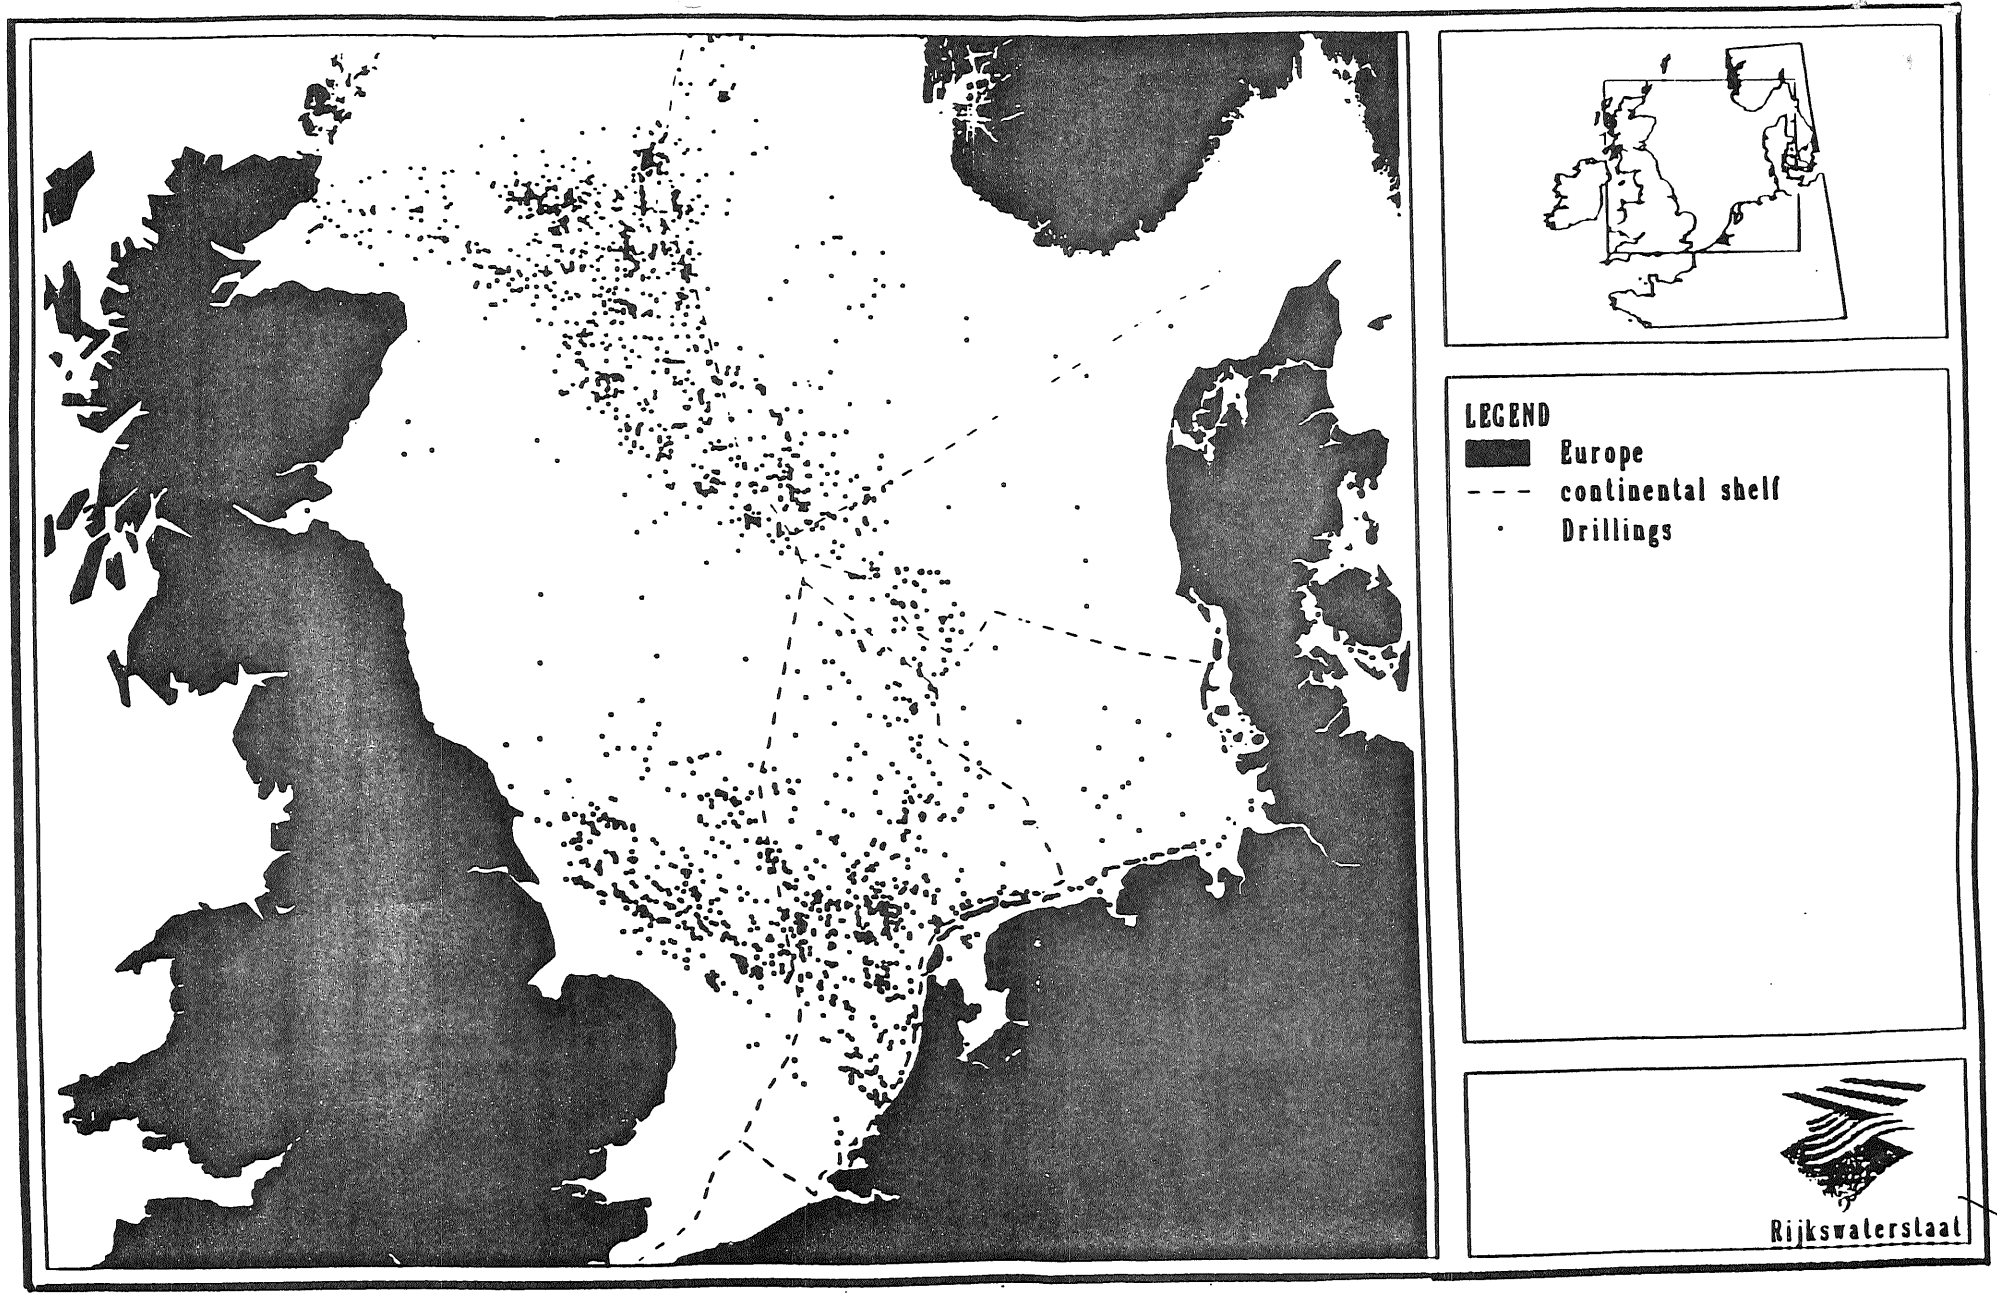 LEGEND
Europe
continental shelf
Drillings
Rijkswaterstaat